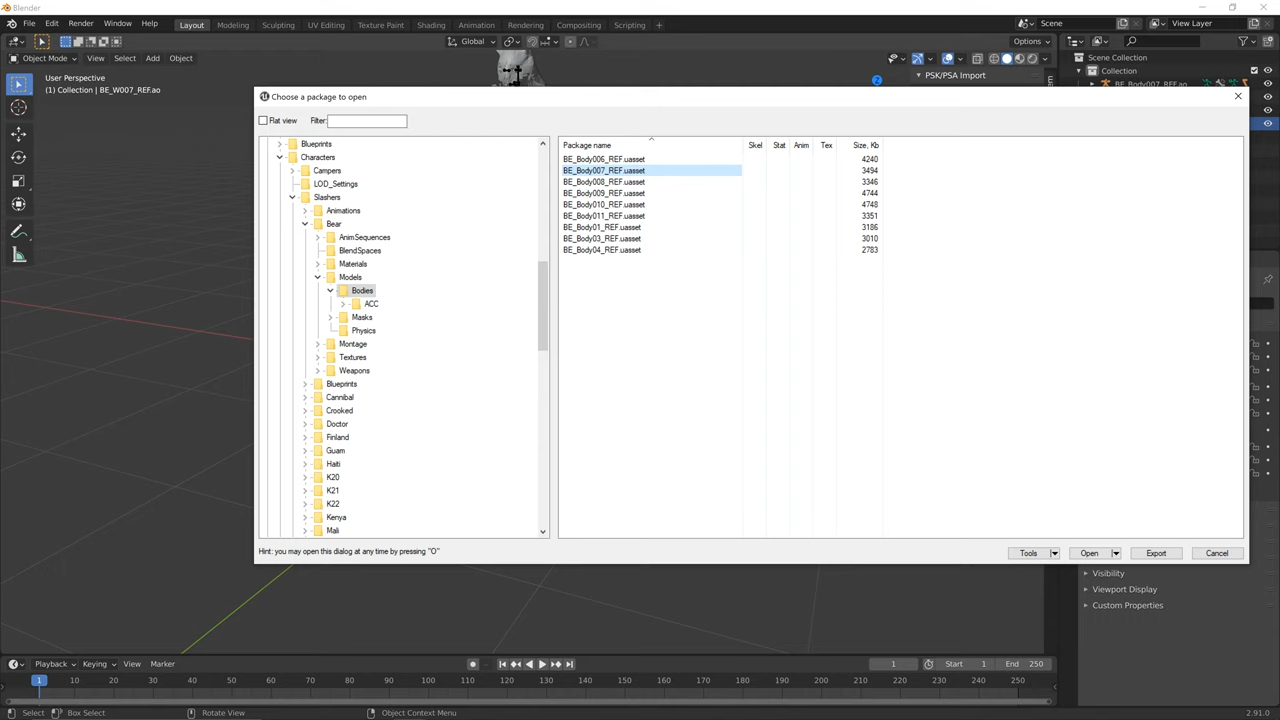 Blender
File Edit Render Window Help Layout Modeling Sculpting UV Editing Texture Paint Shading Animation Rendering Compositing Scripting + Scene View Layer
Global Options
Object Mode View Select Add Object
User Perspective
(1) Collection | BE_W007_REF.ao
2
PSK/PSA Import
Scene Collection
Collection
BE_Body007_REF.ao
Choose a package to open
Flat view Filter:
Blueprints
Characters
Campers
LOD_Settings
Slashers
Animations
Bear
AnimSequences
BlendSpaces
Materials
Models
Bodies
ACC
Masks
Physics
Montage
Textures
Weapons
Blueprints
Cannibal
Crooked
Doctor
Finland
Guam
Haiti
K20
K21
K22
Kenya
Mali
Package name Skel Stat Anim Tex Size, Kb
BE_Body006_REF.uasset 4240
BE_Body007_REF.uasset 3494
BE_Body008_REF.uasset 3346
BE_Body009_REF.uasset 4744
BE_Body010_REF.uasset 4748
BE_Body011_REF.uasset 3351
BE_Body01_REF.uasset 3186
BE_Body03_REF.uasset 3010
BE_Body04_REF.uasset 2783
Hint: you may open this dialog at any time by pressing "O"
Tools Open Export Cancel
Visibility
Viewport Display
Custom Properties
Playback Keying View Marker 1 Start 1 End 250
1 10 20 30 40 50 60 70 80 90 100 110 120 130 140 150 160 170 180 190 200 210 220 230 240 250
Select Box Select Rotate View Object Context Menu 2.91.0